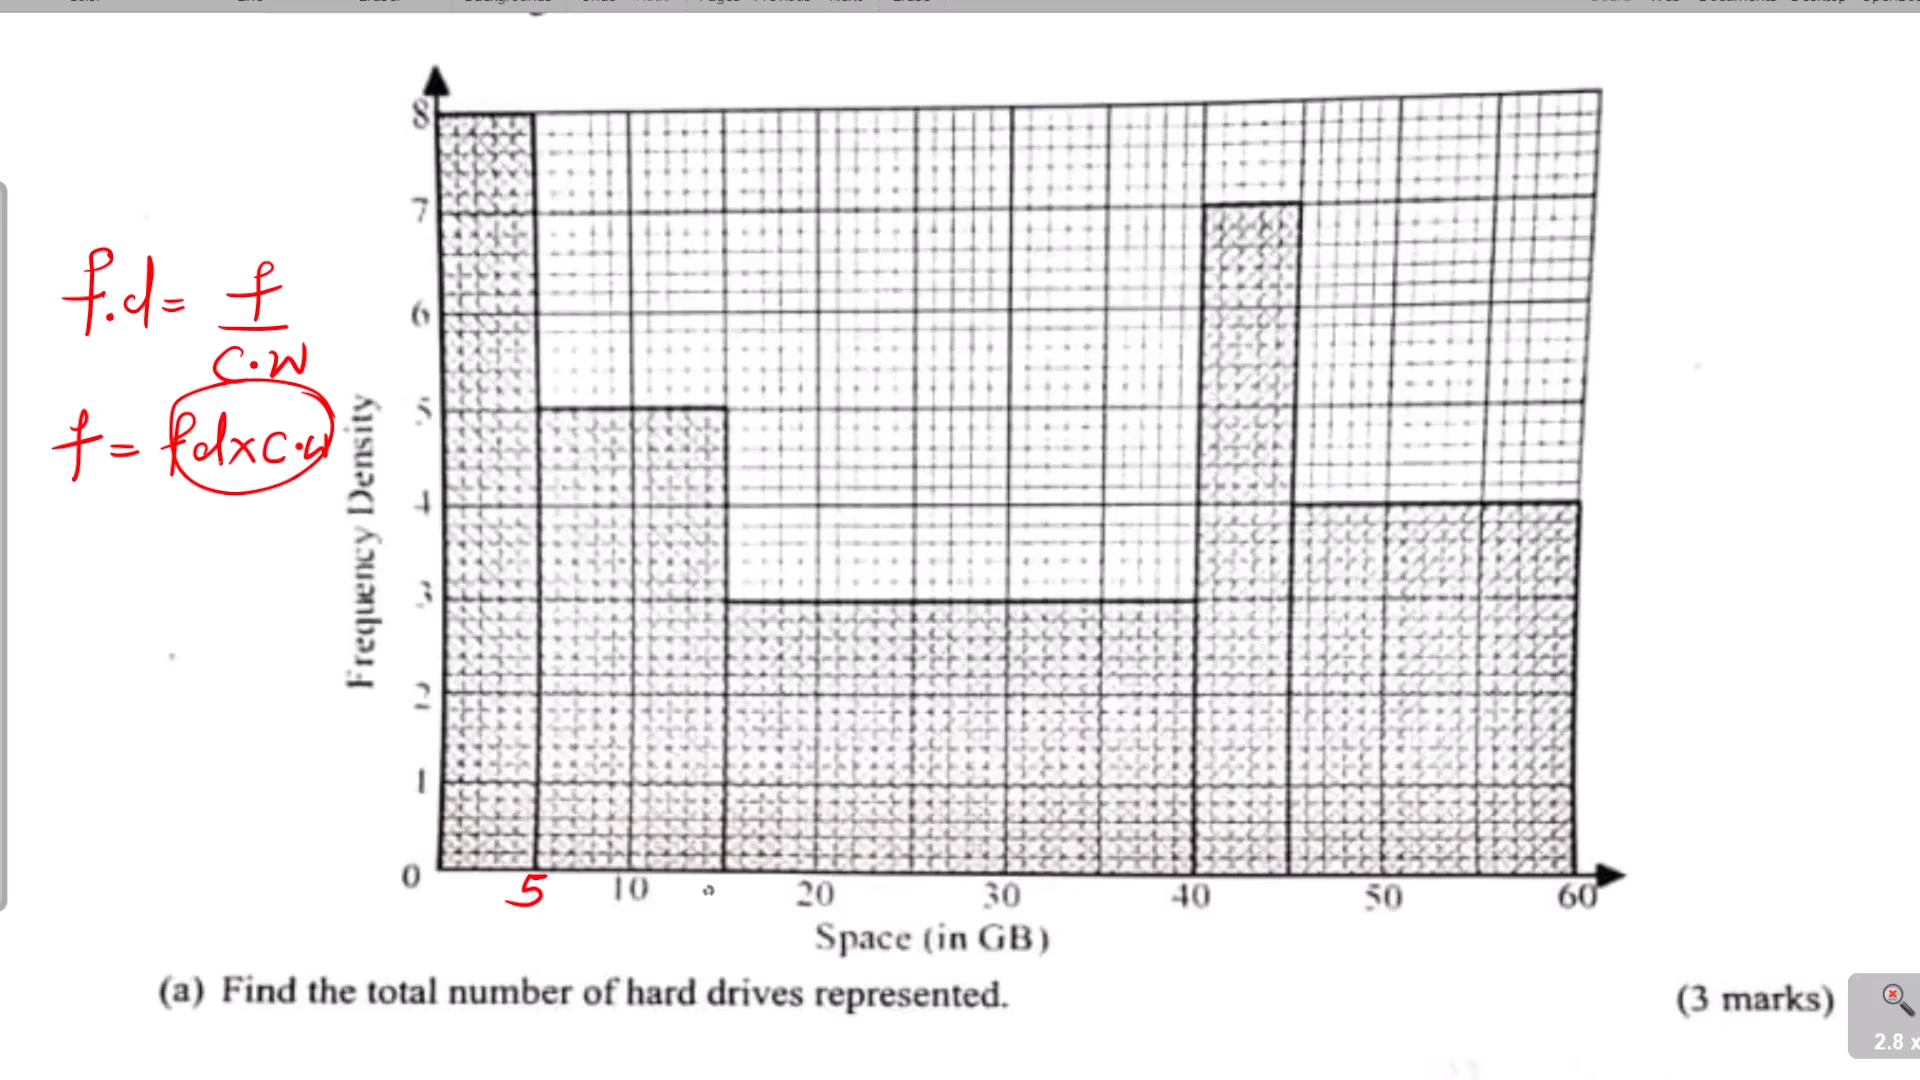 8
7
6
5
4
3
2
1
0
Frequency Density
f.d = f
c.w
f = fd x c.w
5 10 20 30 40 50 60
Space (in GB)
(a) Find the total number of hard drives represented. (3 marks)
2.8 x